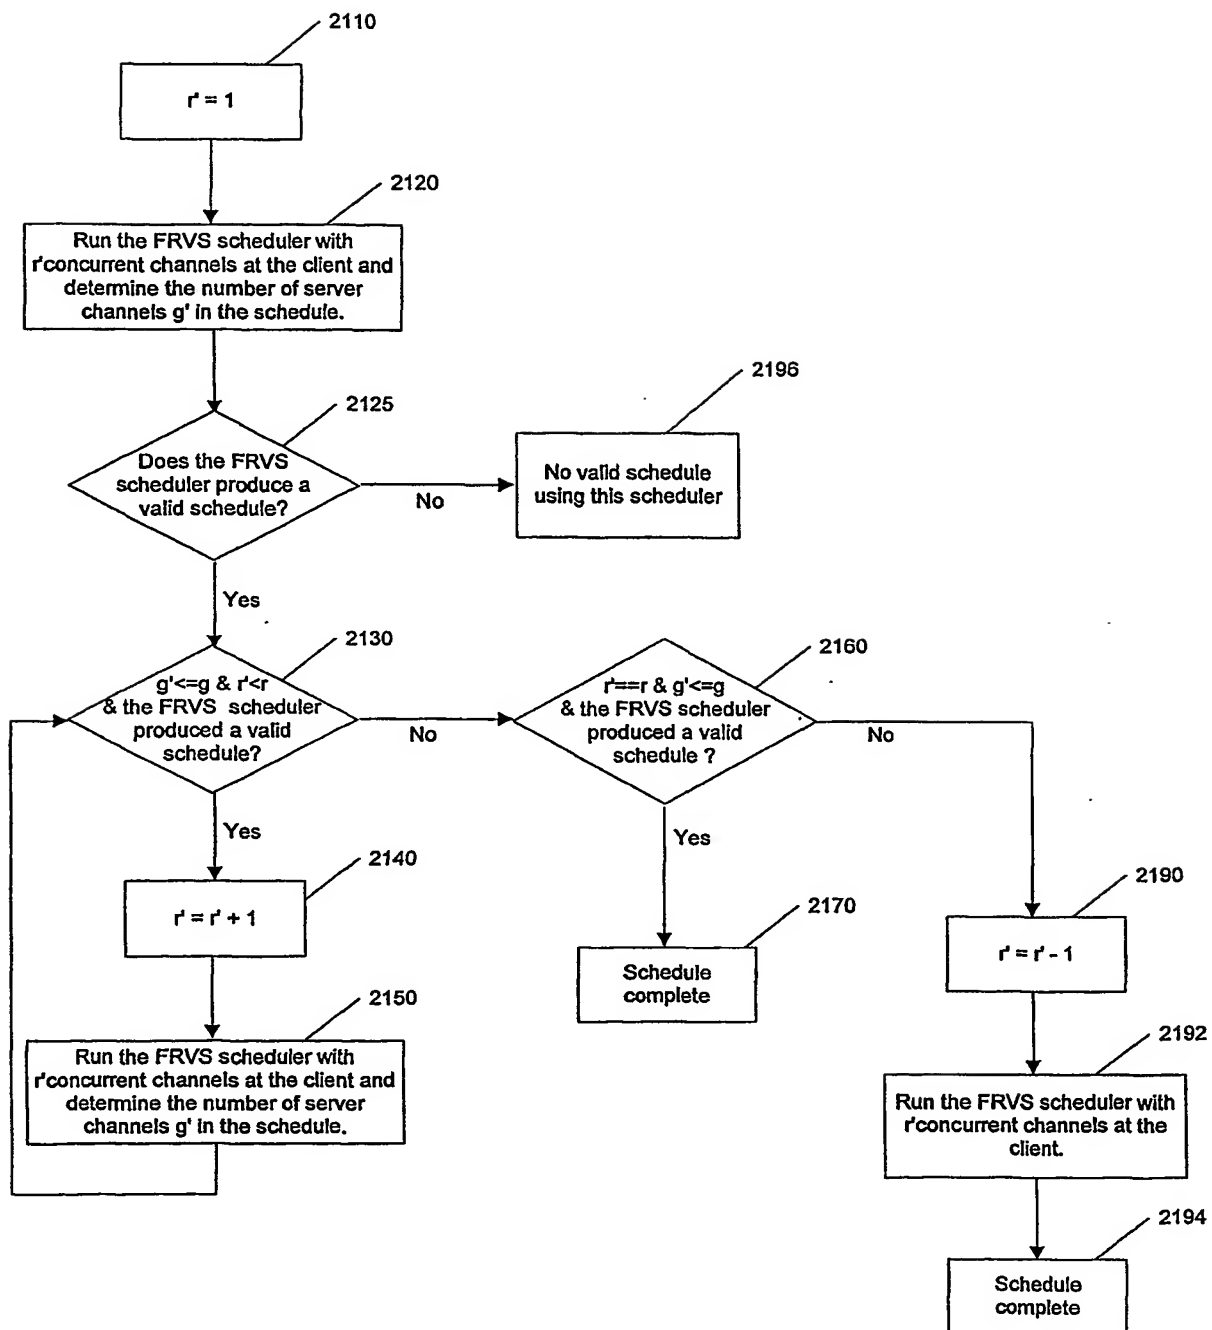 2110
r' = 1
2120
Run the FRVS scheduler with
r'concurrent channels at the client and
determine the number of server
channels g' in the schedule.
2125
Does the FRVS
scheduler produce a
valid schedule?
No
2196
No valid schedule
using this scheduler
Yes
2130
g'<=g & r'<r
& the FRVS scheduler
produced a valid
schedule?
No
2160
r'==r & g'<=g
& the FRVS scheduler
produced a valid
schedule ?
No
Yes
2140
r' = r' + 1
Yes
2170
Schedule
complete
2190
r' = r' - 1
2150
Run the FRVS scheduler with
r'concurrent channels at the client and
determine the number of server
channels g' in the schedule.
2192
Run the FRVS scheduler with
r'concurrent channels at the
client.
2194
Schedule
complete